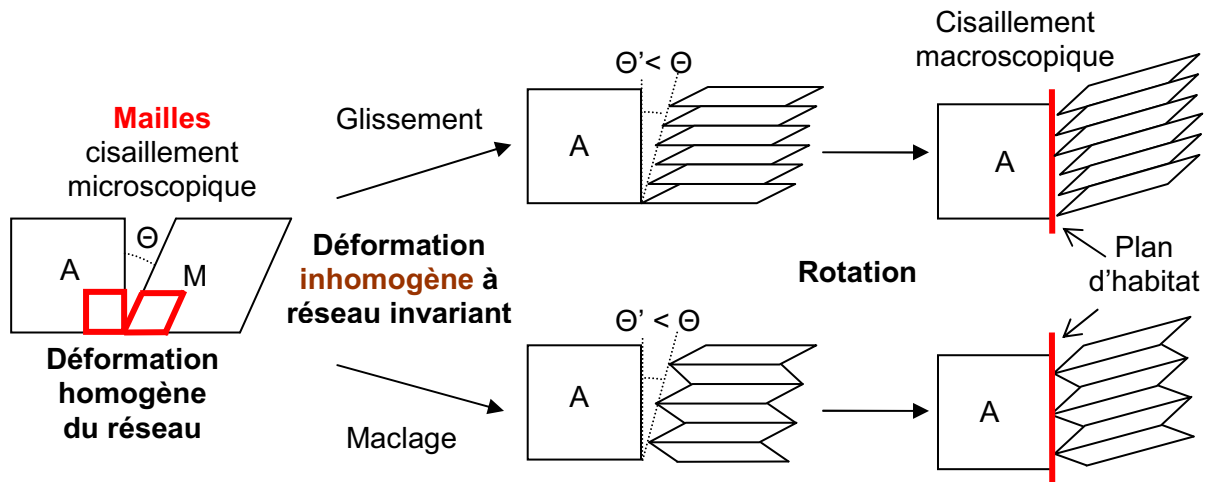 Mailles
cisaillement
microscopique
A
Θ
M
Déformation
homogène
du réseau
Glissement
Déformation
inhomogène à
réseau invariant
Maclage
Θ’< Θ
A
Θ’ < Θ
A
Rotation
Cisaillement
macroscopique
A
Plan
d’habitat
A